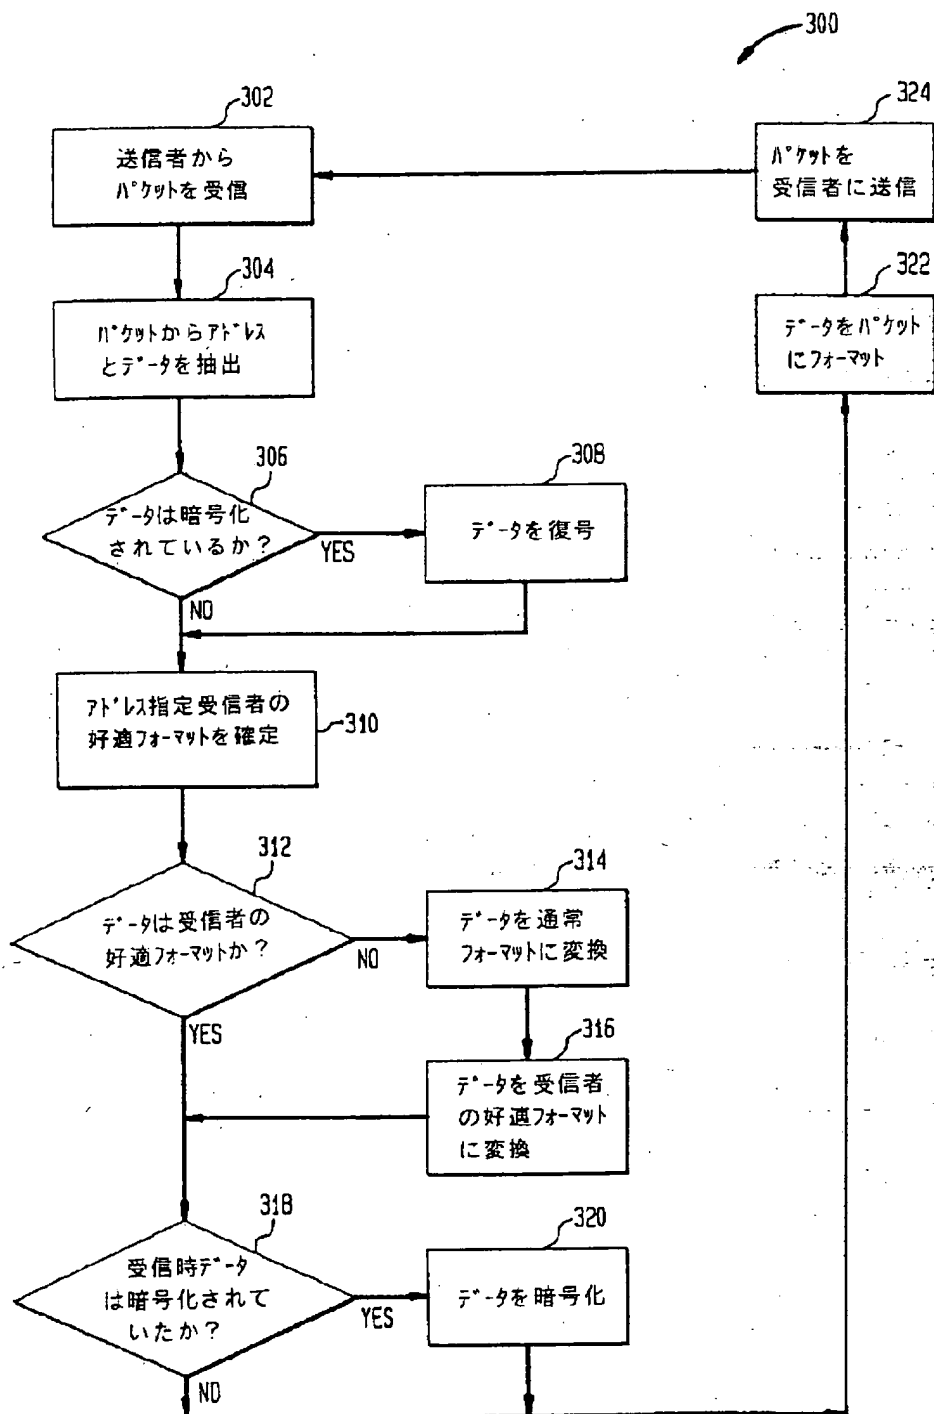 300
302
送信者から
パケットを受信
324
パケットを
受信者に送信
304
パケットからアドレス
とデータを抽出
322
データをパケット
にフォーマット
306
データは暗号化
されているか?
YES
NO
308
データを復号
310
アドレス指定受信者の
好適フォーマットを確定
312
データは受信者の
好適フォーマットか?
NO
YES
314
データを通常
フォーマットに変換
316
データを受信者
の好適フォーマット
に変換
318
受信時データ
は暗号化されて
いたか?
YES
NO
320
データを暗号化